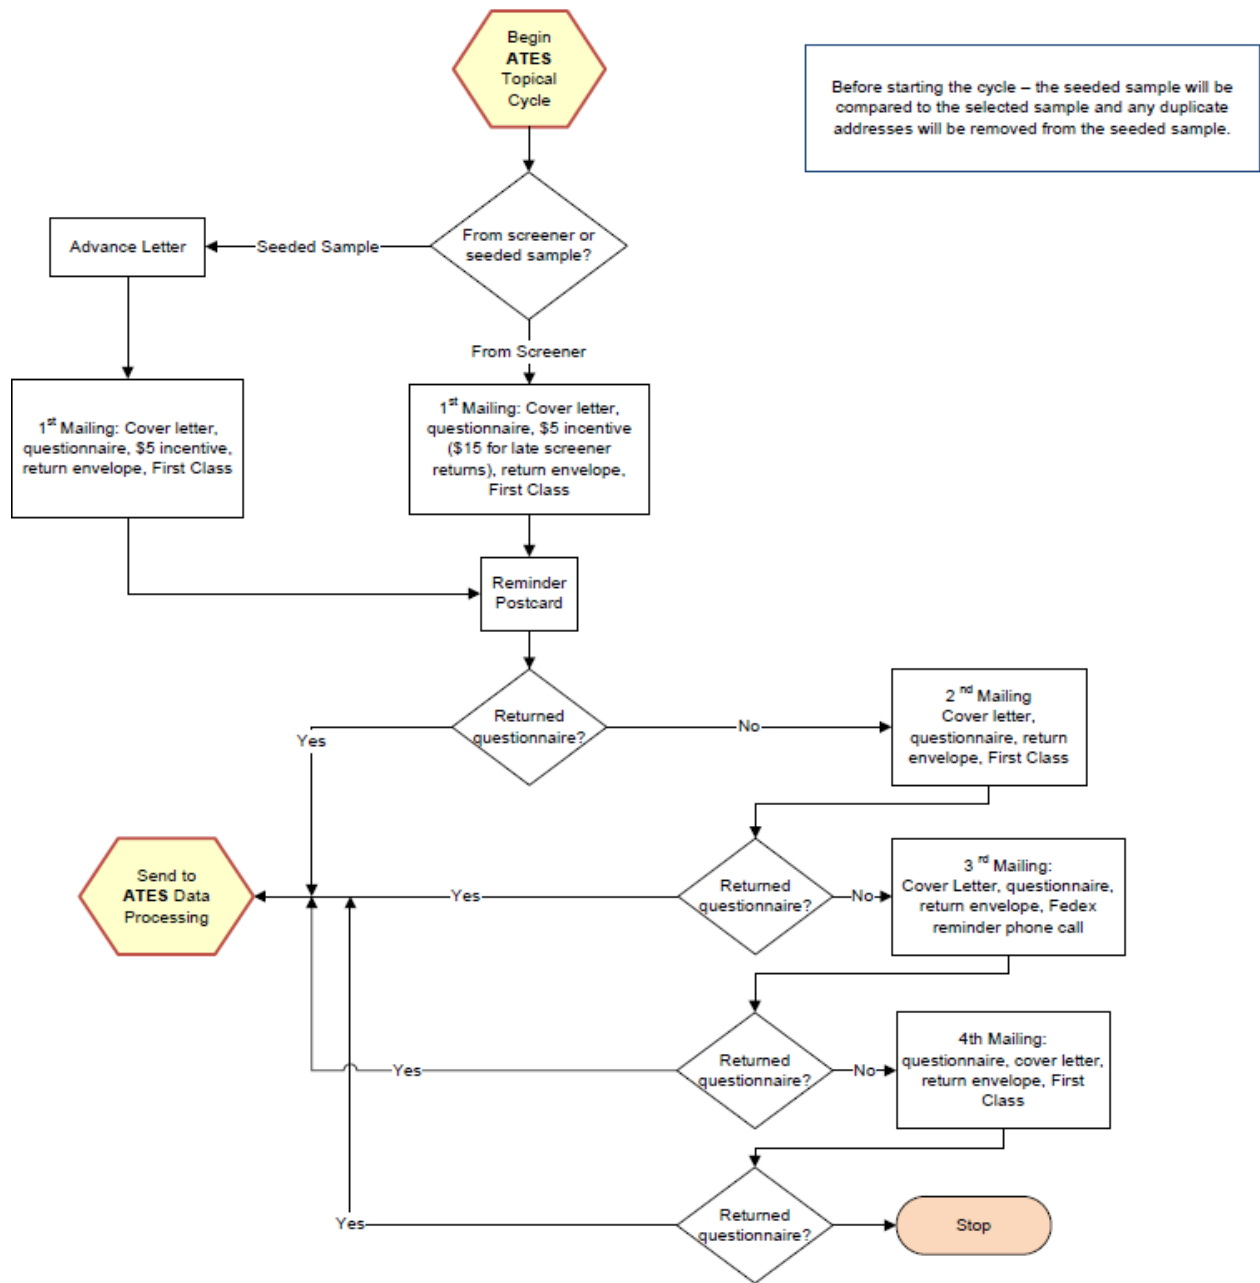 Begin
ATES
Topical
Cycle
Before starting the cycle – the seeded sample will be
compared to the selected sample and any duplicate
addresses will be removed from the seeded sample.
Advance Letter
Seeded Sample
From screener or
seeded sample?
From Screener
1st Mailing: Cover letter,
questionnaire, $5 incentive,
return envelope, First Class
1st Mailing: Cover letter,
questionnaire, $5 incentive
($15 for late screener
returns), return envelope,
First Class
Reminder
Postcard
Returned
questionnaire?
No
Yes
2 nd Mailing
Cover letter,
questionnaire, return
envelope, First Class
Send to
ATES Data
Processing
Yes
Returned
questionnaire?
No
3 rd Mailing:
Cover Letter, questionnaire,
return envelope, Fedex
reminder phone call
Yes
Returned
questionnaire?
No
4th Mailing:
questionnaire, cover letter,
return envelope, First
Class
Yes
Returned
questionnaire?
Stop